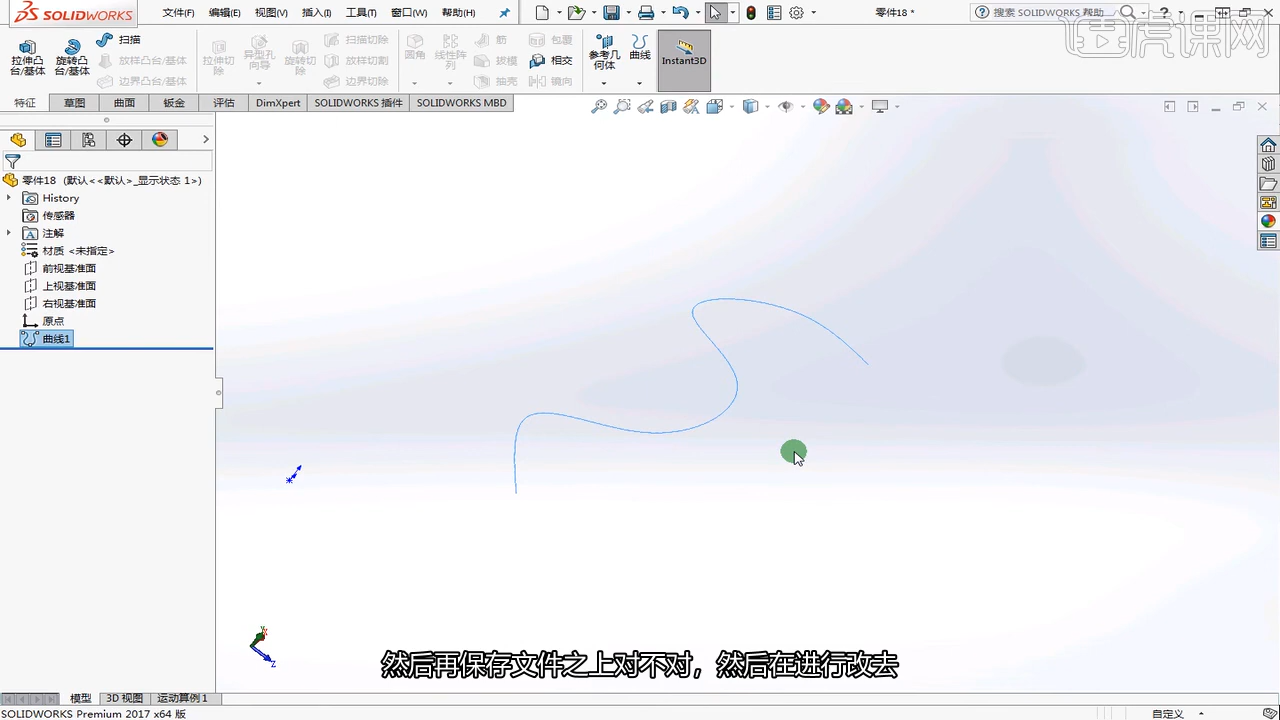 SOLIDWORKS 文件(F) 编辑(E) 视图(V) 插入(I) 工具(T) 窗口(W) 帮助(H) 零件18 * 搜索 SOLIDWORKS 帮助
虎课网
拉伸凸台/基体 旋转凸台/基体 扫描 放样凸台/基体 边界凸台/基体 拉伸切除 异型孔向导 旋转切除 扫描切除 放样切割 边界切除 圆角 线性阵列 筋 拔模 抽壳 包覆 相交 镜向 参考几何体 曲线 Instant3D
特征 草图 曲面 钣金 评估 DimXpert SOLIDWORKS 插件 SOLIDWORKS MBD
零件18 (默认<<默认>_显示状态 1>)
History
传感器
注解
材质 <未指定>
前视基准面
上视基准面
右视基准面
原点
曲线1
Z
然后再保存文件之上对不对，然后在进行改去
模型 3D 视图 运动算例 1
SOLIDWORKS Premium 2017 x64 版 自定义